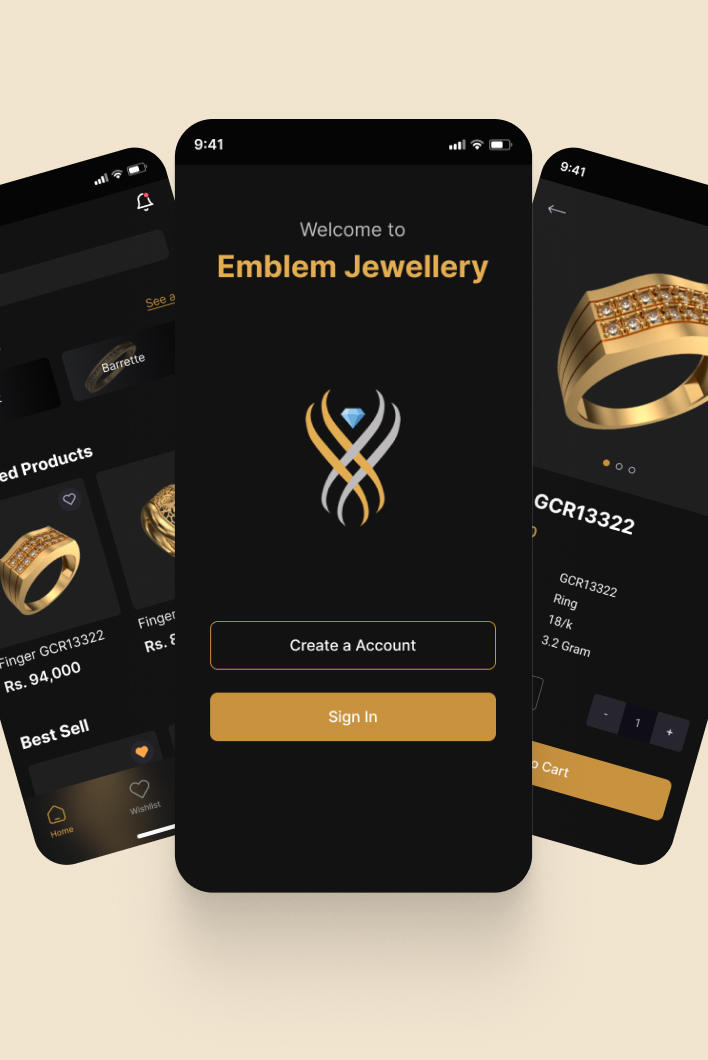 9:41
Welcome to
Emblem Jewellery
Create a Account
Sign In
See a
Barrette
ed Products
Finger GCR13322
Rs. 94,000
Finger
Rs. 8
Best Sell
Home
Wishlist
9:41
GCR13322
GCR13322
Ring
18/k
3.2 Gram
- 1 +
o Cart